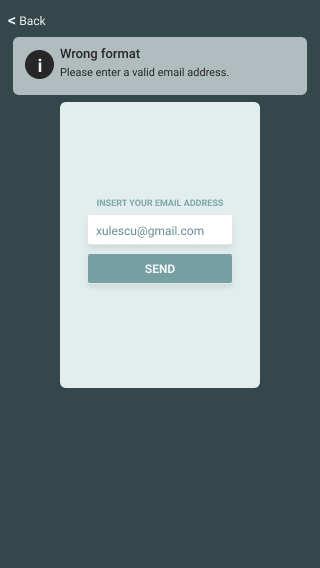 < Back
Wrong format
Please enter a valid email address.
INSERT YOUR EMAIL ADDRESS
xulescu@gmail.com
SEND